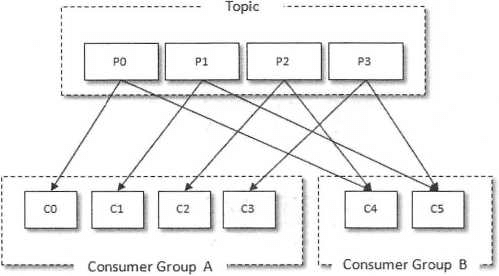 Topic
P0 P1 P2 P3
C0 C1 C2 C3 C4 C5
Consumer Group A Consumer Group B